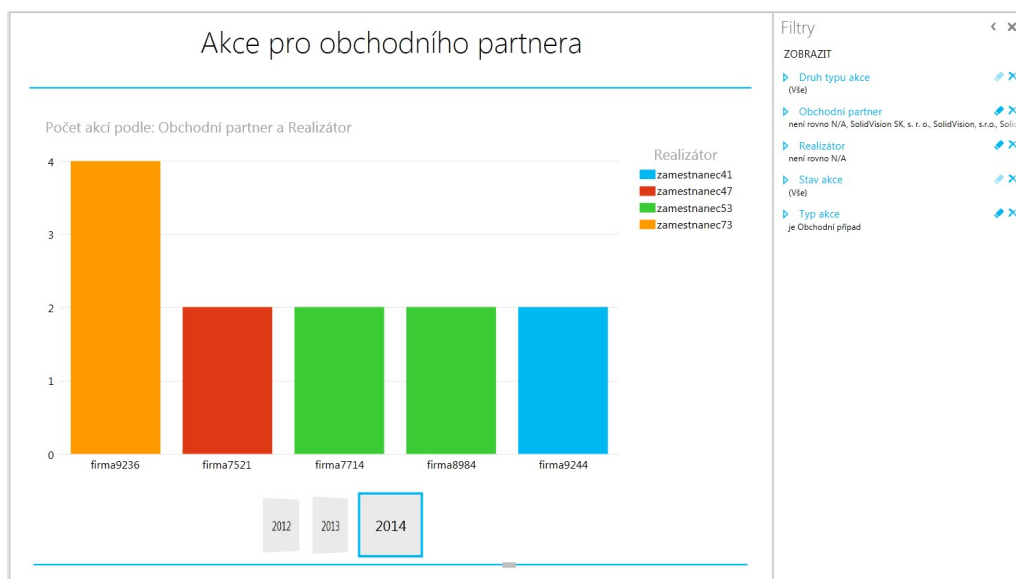 Akce pro obchodního partnera
Počet akcí podle: Obchodní partner a Realizátor
4
3
2
1
0
firma9236
firma7521
firma7714
firma8984
firma9244
Realizátor
zamestnanec41
zamestnanec47
zamestnanec53
zamestnanec73
2012
2013
2014
Filtry
ZOBRAZIT
Druh typu akce
(Vše)
Obchodní partner
není rovno N/A, SolidVision SK, s. r. o., SolidVision, s.r.o., Soli
Realizátor
není rovno N/A
Stav akce
(Vše)
Typ akce
je Obchodní případ